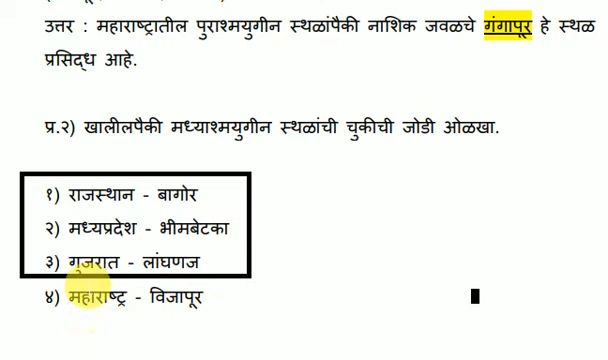 उत्तर : महाराष्ट्रातील पुराश्मयुगीन स्थळांपैकी नाशिक जवळचे गंगापूर हे स्थळ
प्रसिद्ध आहे.
प्र.२) खालीलपैकी मध्याश्मयुगीन स्थळांची चुकीची जोडी ओळखा.
१) राजस्थान - बागोर
२) मध्यप्रदेश - भीमबेटका
३) गुजरात - लांघणज
४) महाराष्ट्र - विजापूर